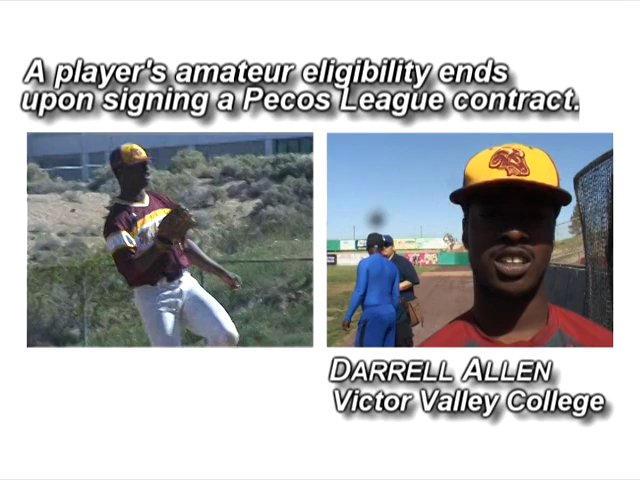 A player's amateur eligibility ends
upon signing a Pecos League contract.
DARRELL ALLEN
Victor Valley College